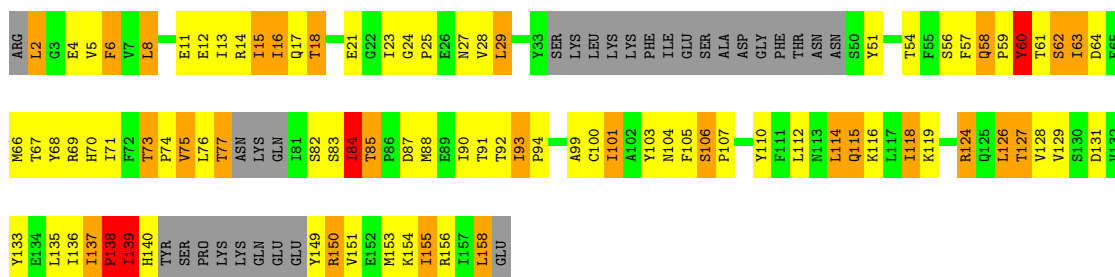 ARG L2 G3 E4 V5 F6 V7 L8 E11 E12 I13 R14 I15 I16 Q17 T18 E21 G22 I23 G24 P25 E26 N27 V28 L29 Y33 SER LYS LEU LYS LYS PHE ILE GLU SER ALA ASP GLY PHE THR ASN ASN S50 Y51 T54 F55 S56 F57 Q58 P59 Y60 T61 S62 I63 D64
M66 T67 Y68 R69 H70 I71 F72 T73 P74 V75 L76 T77 ASN LYS GLN I81 S82 S83 I84 T85 P86 D87 M88 E89 I90 T91 T92 I93 P94 A99 C100 I101 A102 Y103 N104 F105 S106 P107 Y110 F111 L112 N113 L114 Q115 K116 L117 I118 K119 R124 Q125 L126 T127 V128 V129 S130 D131 V132
Y133 E134 L135 I136 I137 P138 I139 H140 TYR SER PRO LYS LYS GLN GLU GLU Y149 R150 V151 E152 M153 K154 I155 R156 I157 L158 GLU